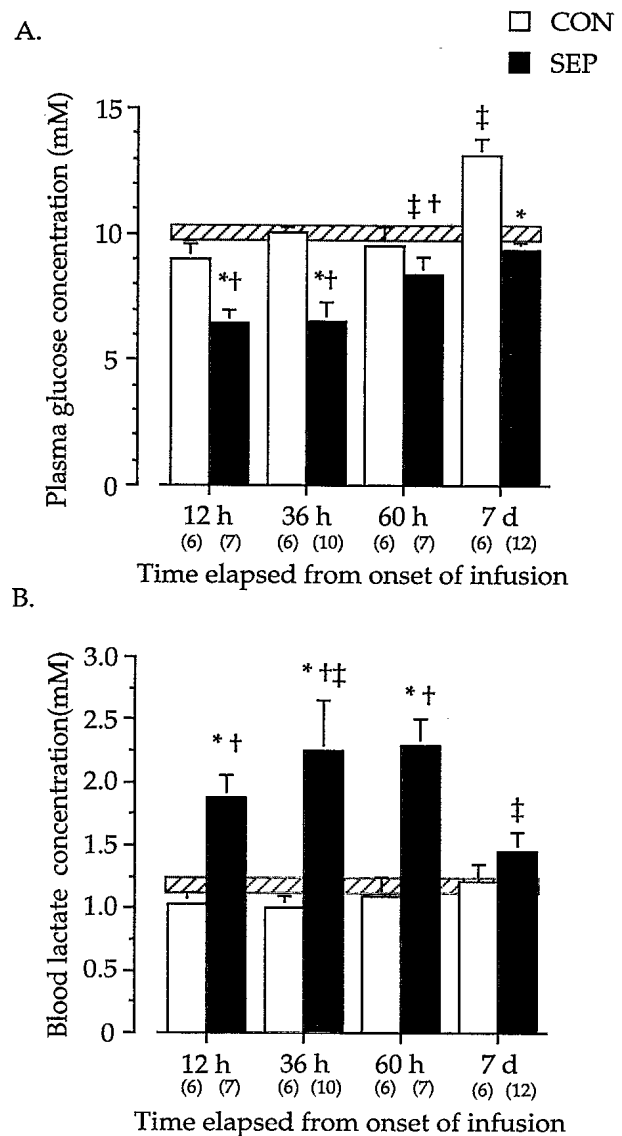 A.
CON
SEP
Plasma glucose concentration (mM)
15
10
5
0
‡
‡ †
*
*†
*†
12 h 36 h 60 h 7 d
(6) (7) (6) (10) (6) (7) (6) (12)
Time elapsed from onset of infusion
B.
Blood lactate concentration(mM)
3.0
2.5
2.0
1.5
1.0
0.5
0
* †‡
* †
* †
‡
12 h 36 h 60 h 7 d
(6) (7) (6) (10) (6) (7) (6) (12)
Time elapsed from onset of infusion